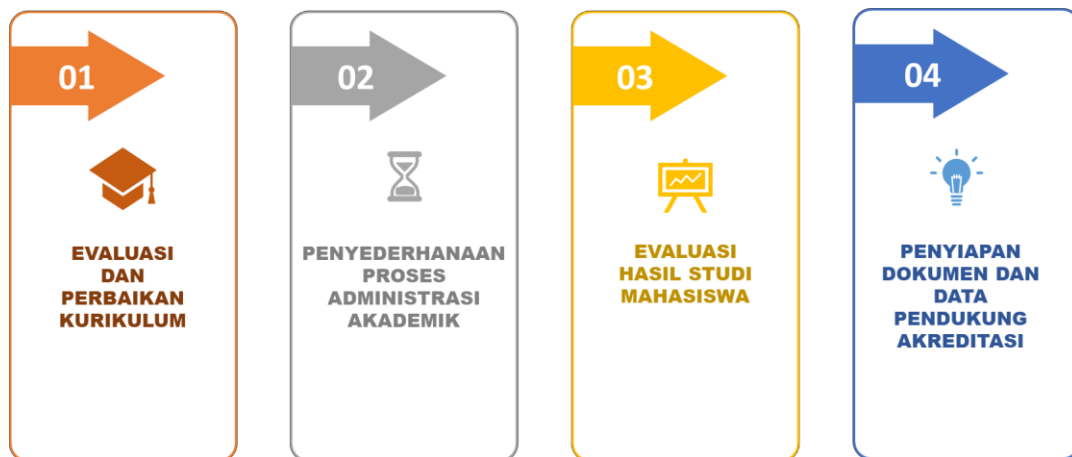 01
EVALUASI
DAN
PERBAIKAN
KURIKULUM
02
PENYEDERHANAAN
PROSES
ADMINISTRASI
AKADEMIK
03
EVALUASI
HASIL STUDI
MAHASISWA
04
PENYIAPAN
DOKUMEN DAN
DATA
PENDUKUNG
AKREDITASI